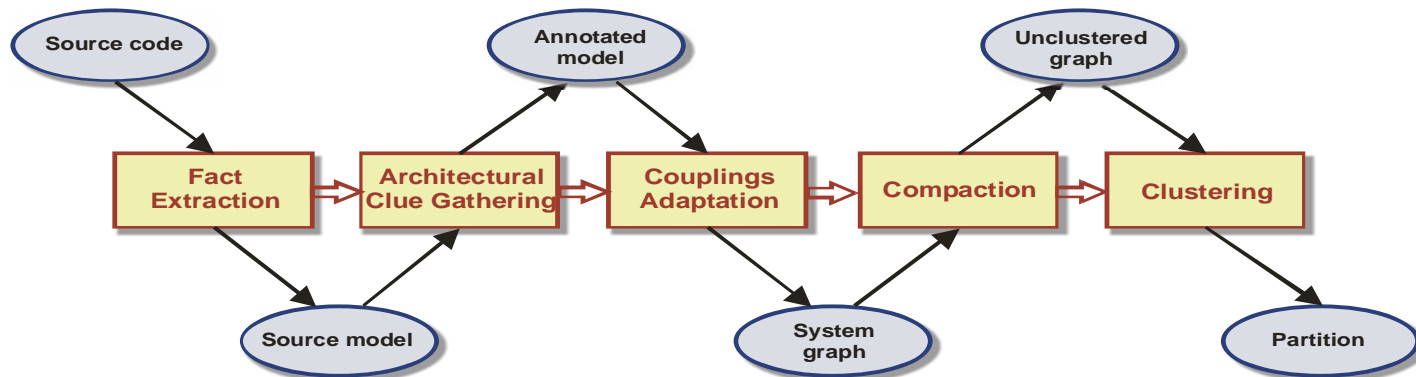 Source code
Annotated
model
Unclustered
graph
Fact
Extraction
Architectural
Clue Gathering
Couplings
Adaptation
Compaction
Clustering
Source model
System
graph
Partition